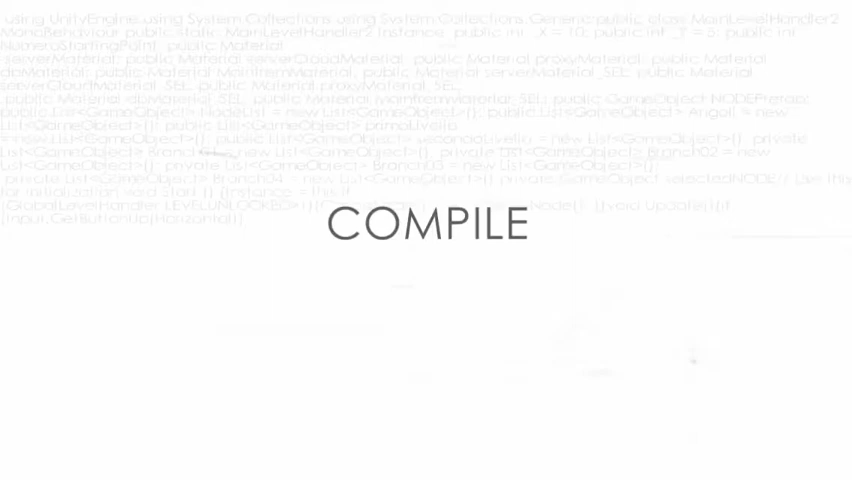 using UnityEngine;using System.Collections using System.Collections.Generic;public class MainLevelHandler2
MonoBehaviour public static MainLevelHandler2 Instance public int _X = 10; public int _Y = 5; public int
NumeroStartingPoint public Material
serverMaterial; public Material serverCloudMaterial; public Material proxyMaterial; public Material
dbMaterial; public Material MainfremMaterial; public Material serverMaterial_SEL; public Material
serverCloudMaterial_SEL; public Material proxyMaterial_SEL;
public Material dbMaterial_SEL; public Material MainfremMaterial_SEL; public GameObject NODEPrefab;
public List<GameObject> NodeList = new List<GameObject>(); public List<GameObject> Angoli = new
List<GameObject>() public List<GameObject> primoLivello
= new List<GameObject>() public List<GameObject> secondoLivello = new List<GameObject>() private
List<GameObject> = new List<GameObject>() private List<GameObject> Branch02 = new
List<GameObject>() private List<GameObject> Branch03 = new List<GameObject>()
private List<GameObject> Branch04 = new List<GameObject>() private GameObject selectedNODE // Use this
for initialization void Start () {Instance = this if
(GlobalLevelHandler LEVELUNLOCKED void Update(){if
(Input.GetButtonUp(Horizontal)
COMPILE